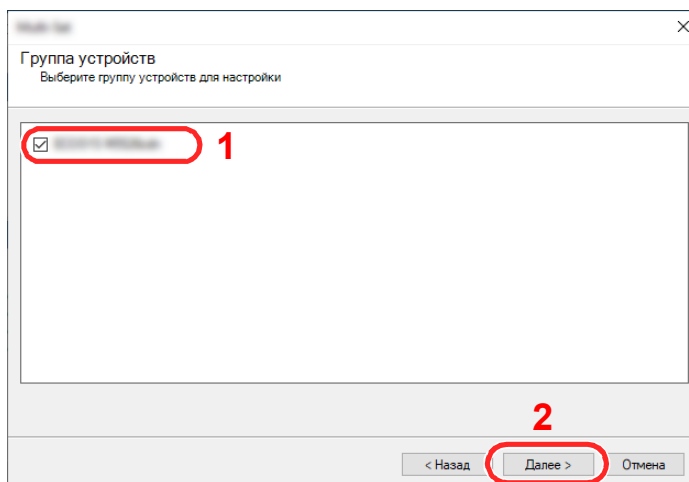 Группа устройств
Выберите группу устройств для настройки
1
2
< Назад
Далее >
Отмена